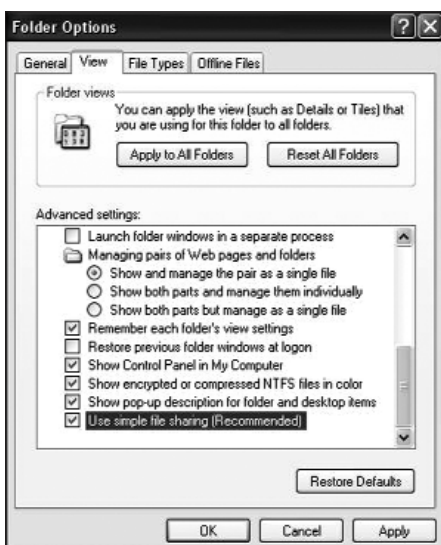 Folder Options
General View File Types Offline Files
Folder views
You can apply the view (such as Details or Tiles) that
you are using for this folder to all folders.
Apply to All Folders Reset All Folders
Advanced settings:
Launch folder windows in a separate process
Managing pairs of Web pages and folders
Show and manage the pair as a single file
Show both parts and manage them individually
Show both parts but manage as a single file
Remember each folder's view settings
Restore previous folder windows at logon
Show Control Panel in My Computer
Show encrypted or compressed NTFS files in color
Show pop-up description for folder and desktop items
Use simple file sharing (Recommended)
Restore Defaults
OK Cancel Apply